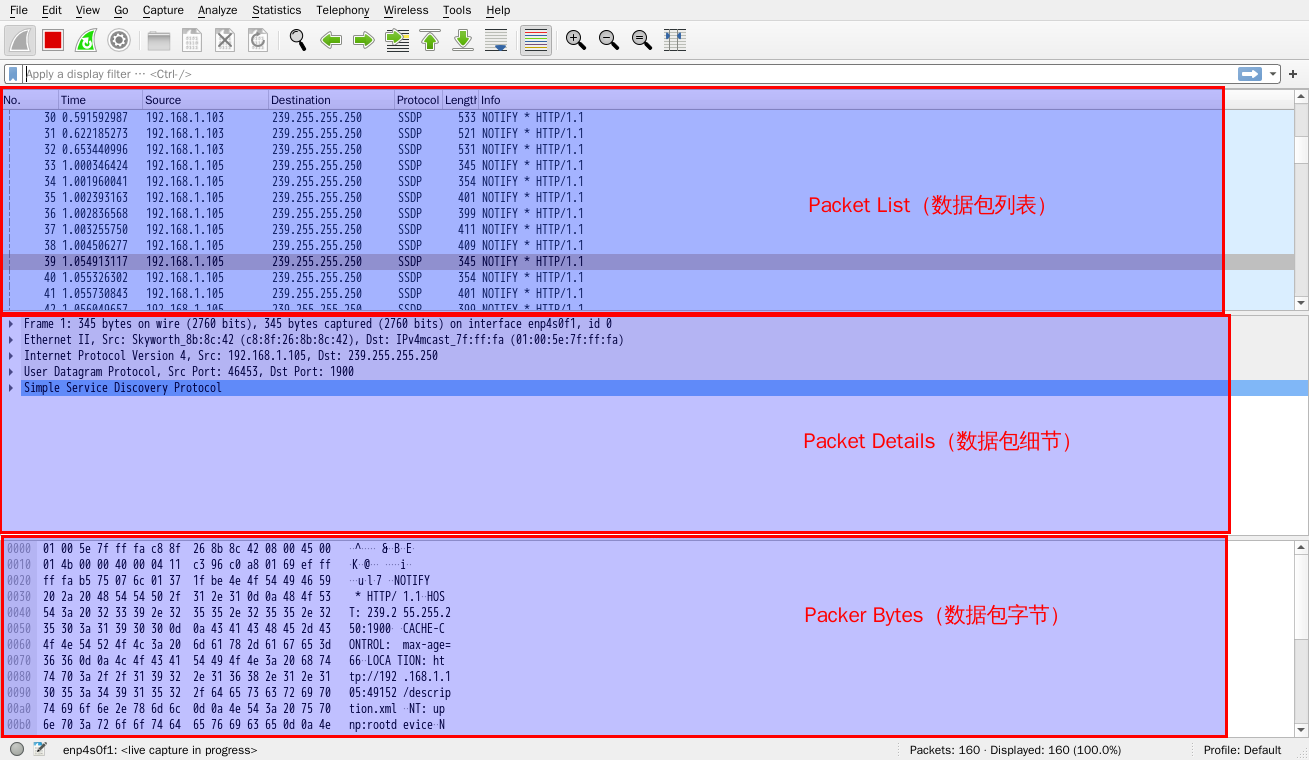 File Edit View Go Capture Analyze Statistics Telephony Wireless Tools Help
Apply a display filter ··· <Ctrl-/>
No. Time Source Destination Protocol Length Info
30 0.591592987 192.168.1.103 239.255.255.250 SSDP 533 NOTIFY * HTTP/1.1
31 0.622185273 192.168.1.103 239.255.255.250 SSDP 521 NOTIFY * HTTP/1.1
32 0.653440996 192.168.1.103 239.255.255.250 SSDP 531 NOTIFY * HTTP/1.1
33 1.000346424 192.168.1.105 239.255.255.250 SSDP 345 NOTIFY * HTTP/1.1
34 1.001960041 192.168.1.105 239.255.255.250 SSDP 354 NOTIFY * HTTP/1.1
35 1.002393163 192.168.1.105 239.255.255.250 SSDP 401 NOTIFY * HTTP/1.1
36 1.002836568 192.168.1.105 239.255.255.250 SSDP 399 NOTIFY * HTTP/1.1
37 1.003255750 192.168.1.105 239.255.255.250 SSDP 411 NOTIFY * HTTP/1.1
38 1.004506277 192.168.1.105 239.255.255.250 SSDP 409 NOTIFY * HTTP/1.1
39 1.054913117 192.168.1.105 239.255.255.250 SSDP 345 NOTIFY * HTTP/1.1
40 1.055326302 192.168.1.105 239.255.255.250 SSDP 354 NOTIFY * HTTP/1.1
41 1.055730843 192.168.1.105 239.255.255.250 SSDP 401 NOTIFY * HTTP/1.1
42 1.056049657 192.168.1.105 239.255.255.250 SSDP 399 NOTIFY * HTTP/1.1
Packet List（数据包列表）
Frame 1: 345 bytes on wire (2760 bits), 345 bytes captured (2760 bits) on interface enp4s0f1, id 0
Ethernet II, Src: Skyworth_8b:8c:42 (c8:8f:26:8b:8c:42), Dst: IPv4mcast_7f:ff:fa (01:00:5e:7f:ff:fa)
Internet Protocol Version 4, Src: 192.168.1.105, Dst: 239.255.255.250
User Datagram Protocol, Src Port: 46453, Dst Port: 1900
Simple Service Discovery Protocol
Packet Details（数据包细节）
0000 01 00 5e 7f ff fa c8 8f 26 8b 8c 42 08 00 45 00 ··^····· &··B··E·
0010 01 4b 00 00 40 00 04 11 c3 96 c0 a8 01 69 ef ff ·K··@··· ·····i··
0020 ff fa b5 75 07 6c 01 37 1f be 4e 4f 54 49 46 59 ···u·l·7 ··NOTIFY
0030 20 2a 20 48 54 54 50 2f 31 2e 31 0d 0a 48 4f 53 * HTTP/ 1.1··HOS
0040 54 3a 20 32 33 39 2e 32 35 35 2e 32 35 35 2e 32 T: 239.2 55.255.2
0050 35 30 3a 31 39 30 30 0d 0a 43 41 43 48 45 2d 43 50:1900· ·CACHE-C
0060 4f 4e 54 52 4f 4c 3a 20 6d 61 78 2d 61 67 65 3d ONTROL: max-age=
0070 36 36 0d 0a 4c 4f 43 41 54 49 4f 4e 3a 20 68 74 66··LOCA TION: ht
0080 74 70 3a 2f 2f 31 39 32 2e 31 36 38 2e 31 2e 31 tp://192 .168.1.1
0090 30 35 3a 34 39 31 35 32 2f 64 65 73 63 72 69 70 05:49152 /descrip
00a0 74 69 6f 6e 2e 78 6d 6c 0d 0a 4e 54 3a 20 75 70 tion.xml ··NT: up
00b0 6e 70 3a 72 6f 6f 74 64 65 76 69 63 65 0d 0a 4e np:rootd evice··N
Packer Bytes（数据包字节）
enp4s0f1: <live capture in progress> Packets: 160 · Displayed: 160 (100.0%) Profile: Default